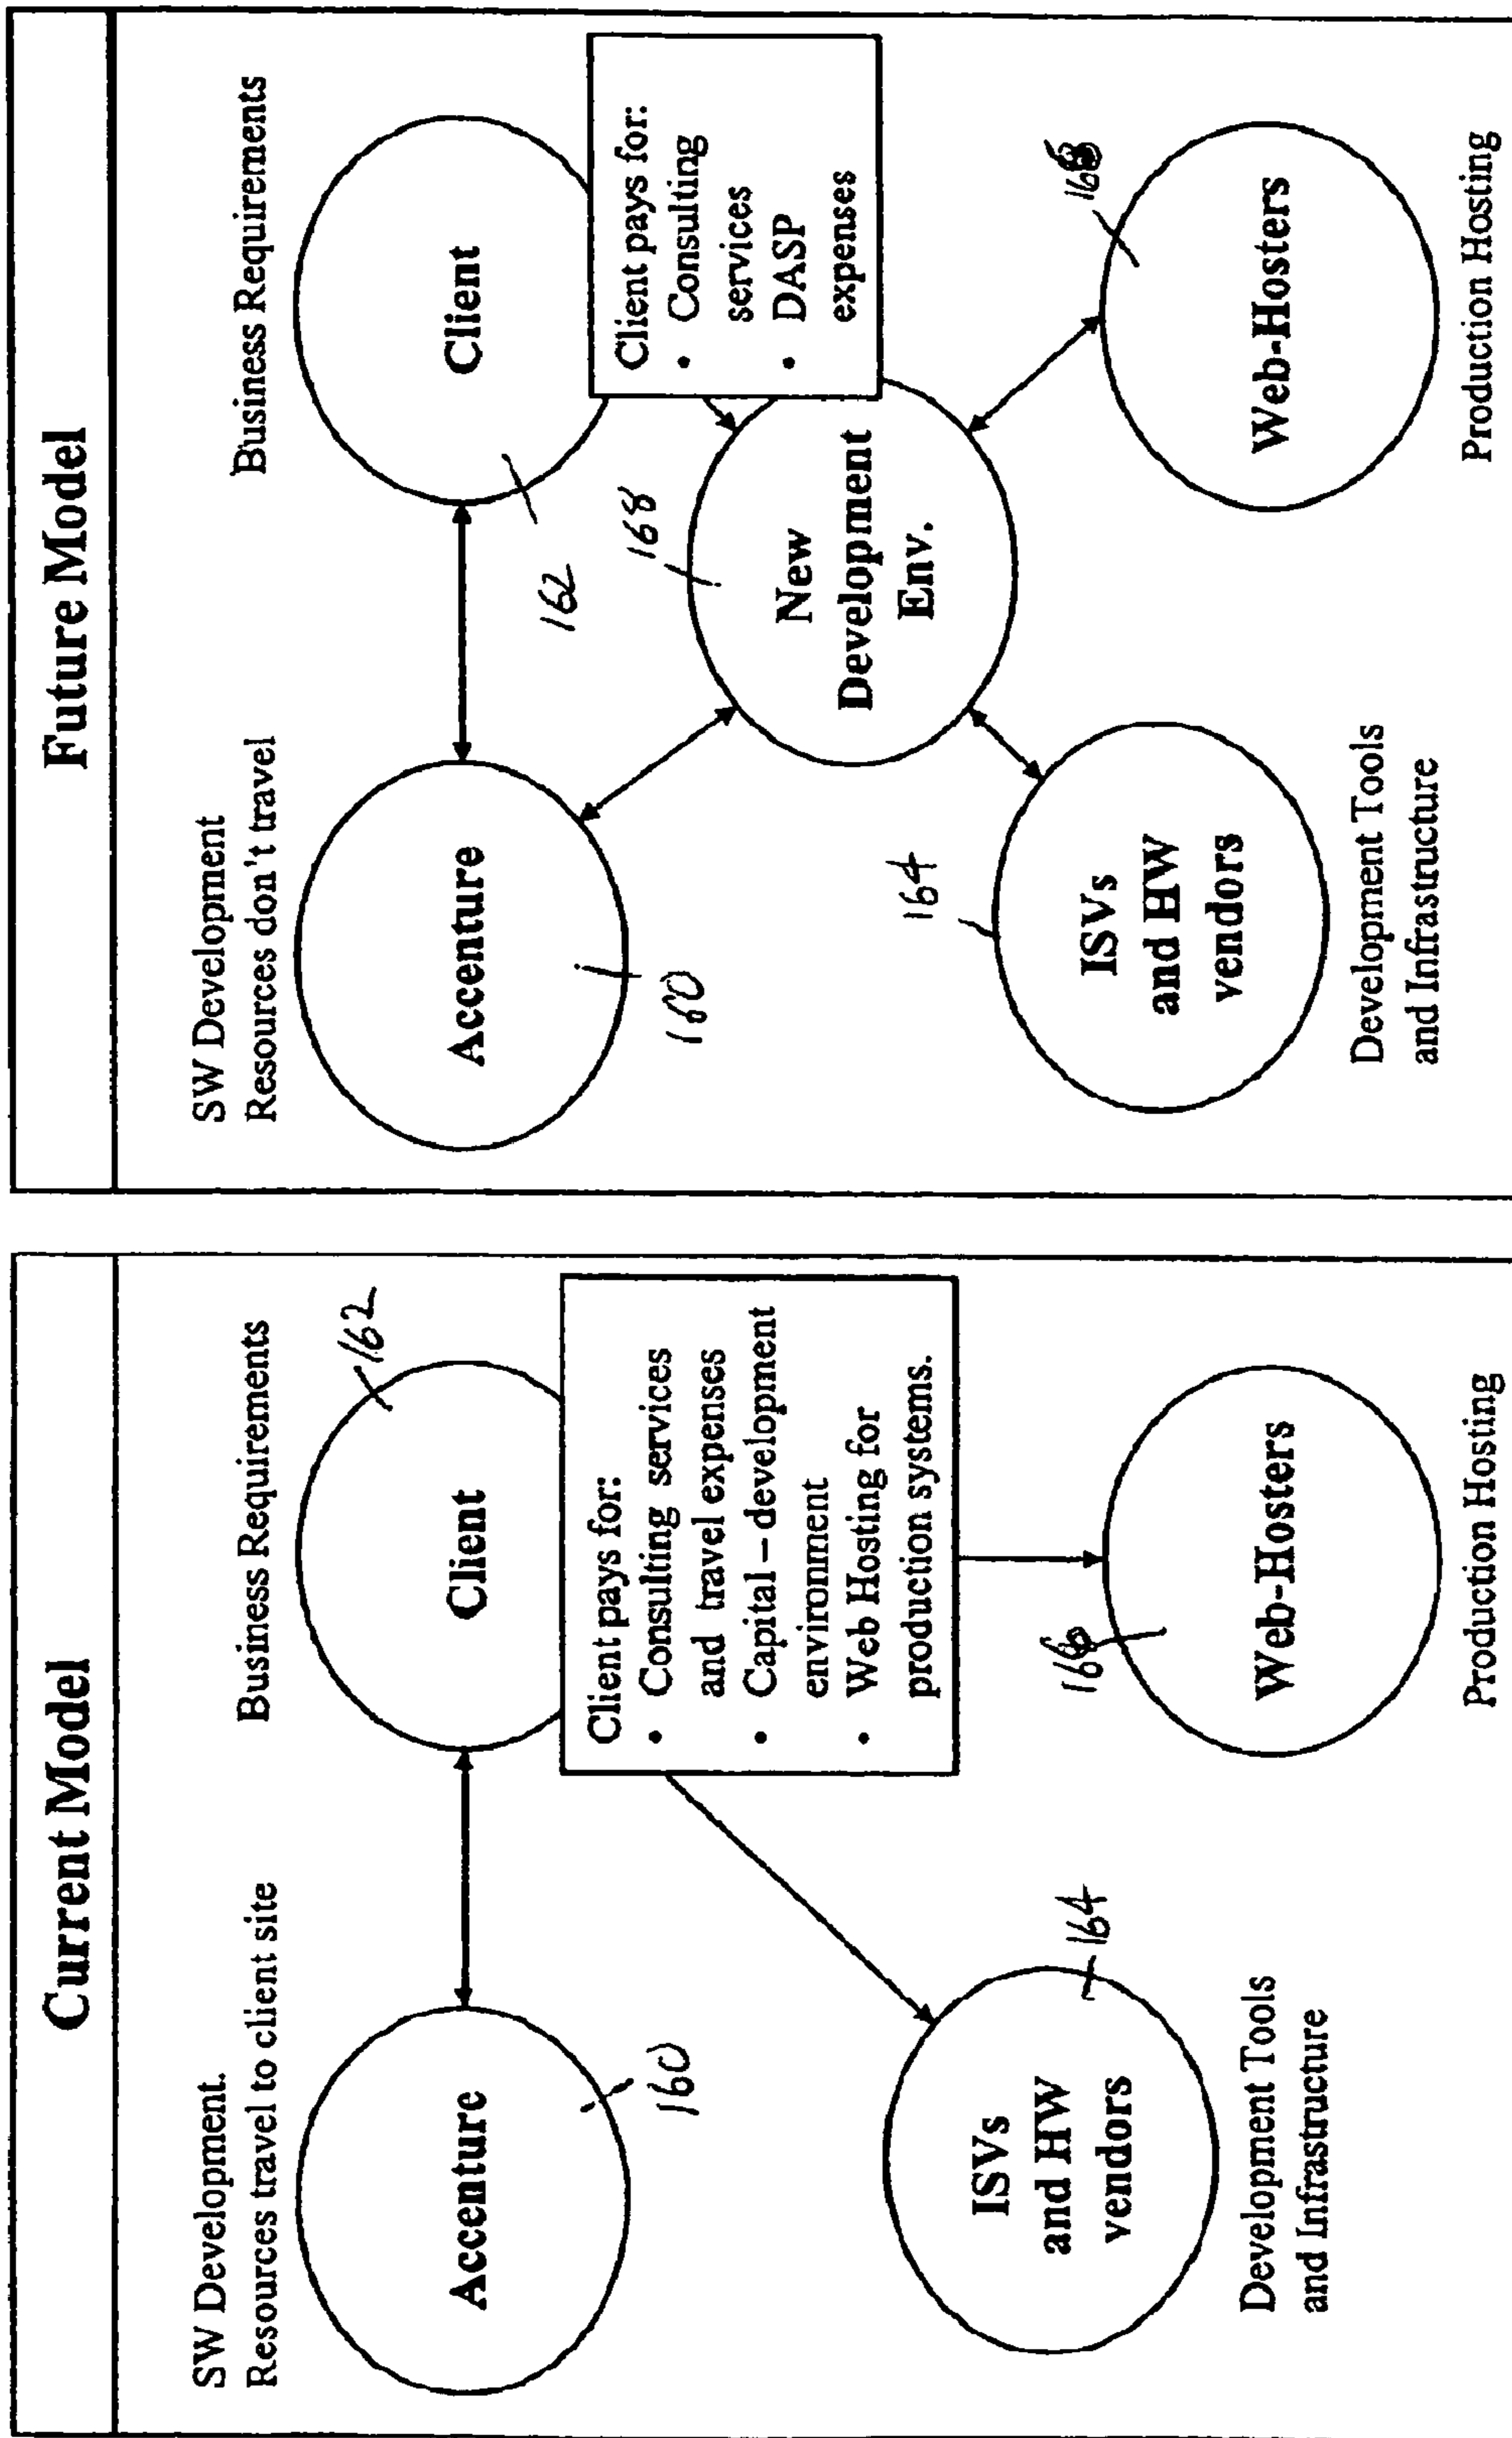 Current Model
SW Development.
Resources travel to client site
Business Requirements
Accenture
Client
162
160
Client pays for:
• Consulting services
and travel expenses
• Capital – development
environment
• Web Hosting for
production systems.
ISVs
and HW
vendors
164
Web-Hosters
Development Tools
and Infrastructure
Production Hosting
Future Model
SW Development
Resources don't travel
Business Requirements
Accenture
Client
160
162
Client pays for:
• Consulting
services
• DASP
expenses
168
New
Development
Env.
164
ISVs
and HW
vendors
Web-Hosters
Development Tools
and Infrastructure
Production Hosting